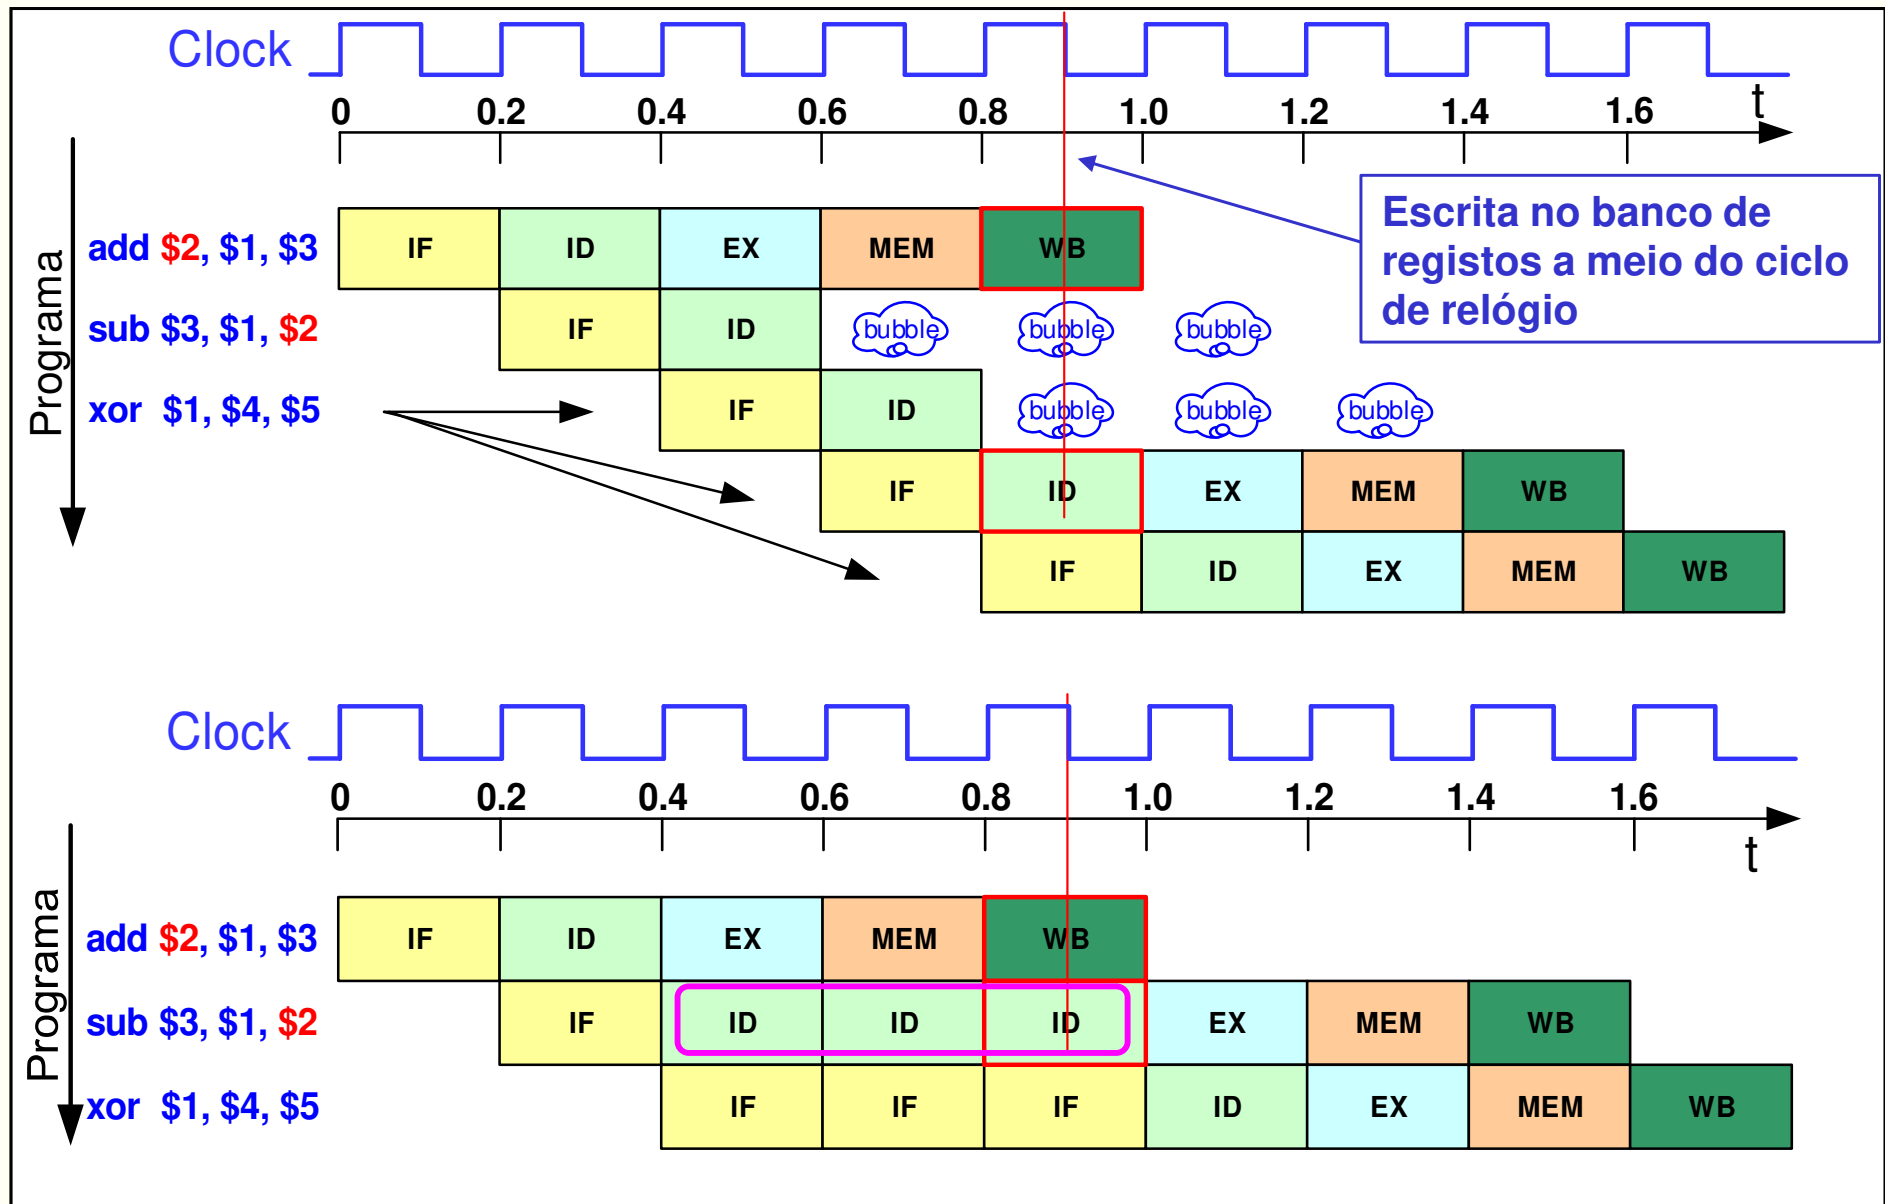 Clock
0 0.2 0.4 0.6 0.8 1.0 1.2 1.4 1.6 t
Programa
Escrita no banco de
registos a meio do ciclo
de relógio
add $2, $1, $3 IF ID EX MEM WB
sub $3, $1, $2 IF ID bubble bubble bubble
xor $1, $4, $5 IF ID bubble bubble bubble
IF ID EX MEM WB
IF ID EX MEM WB
Clock
0 0.2 0.4 0.6 0.8 1.0 1.2 1.4 1.6
t
Programa
add $2, $1, $3 IF ID EX MEM WB
sub $3, $1, $2 IF ID ID ID EX MEM WB
xor $1, $4, $5 IF IF IF ID EX MEM WB